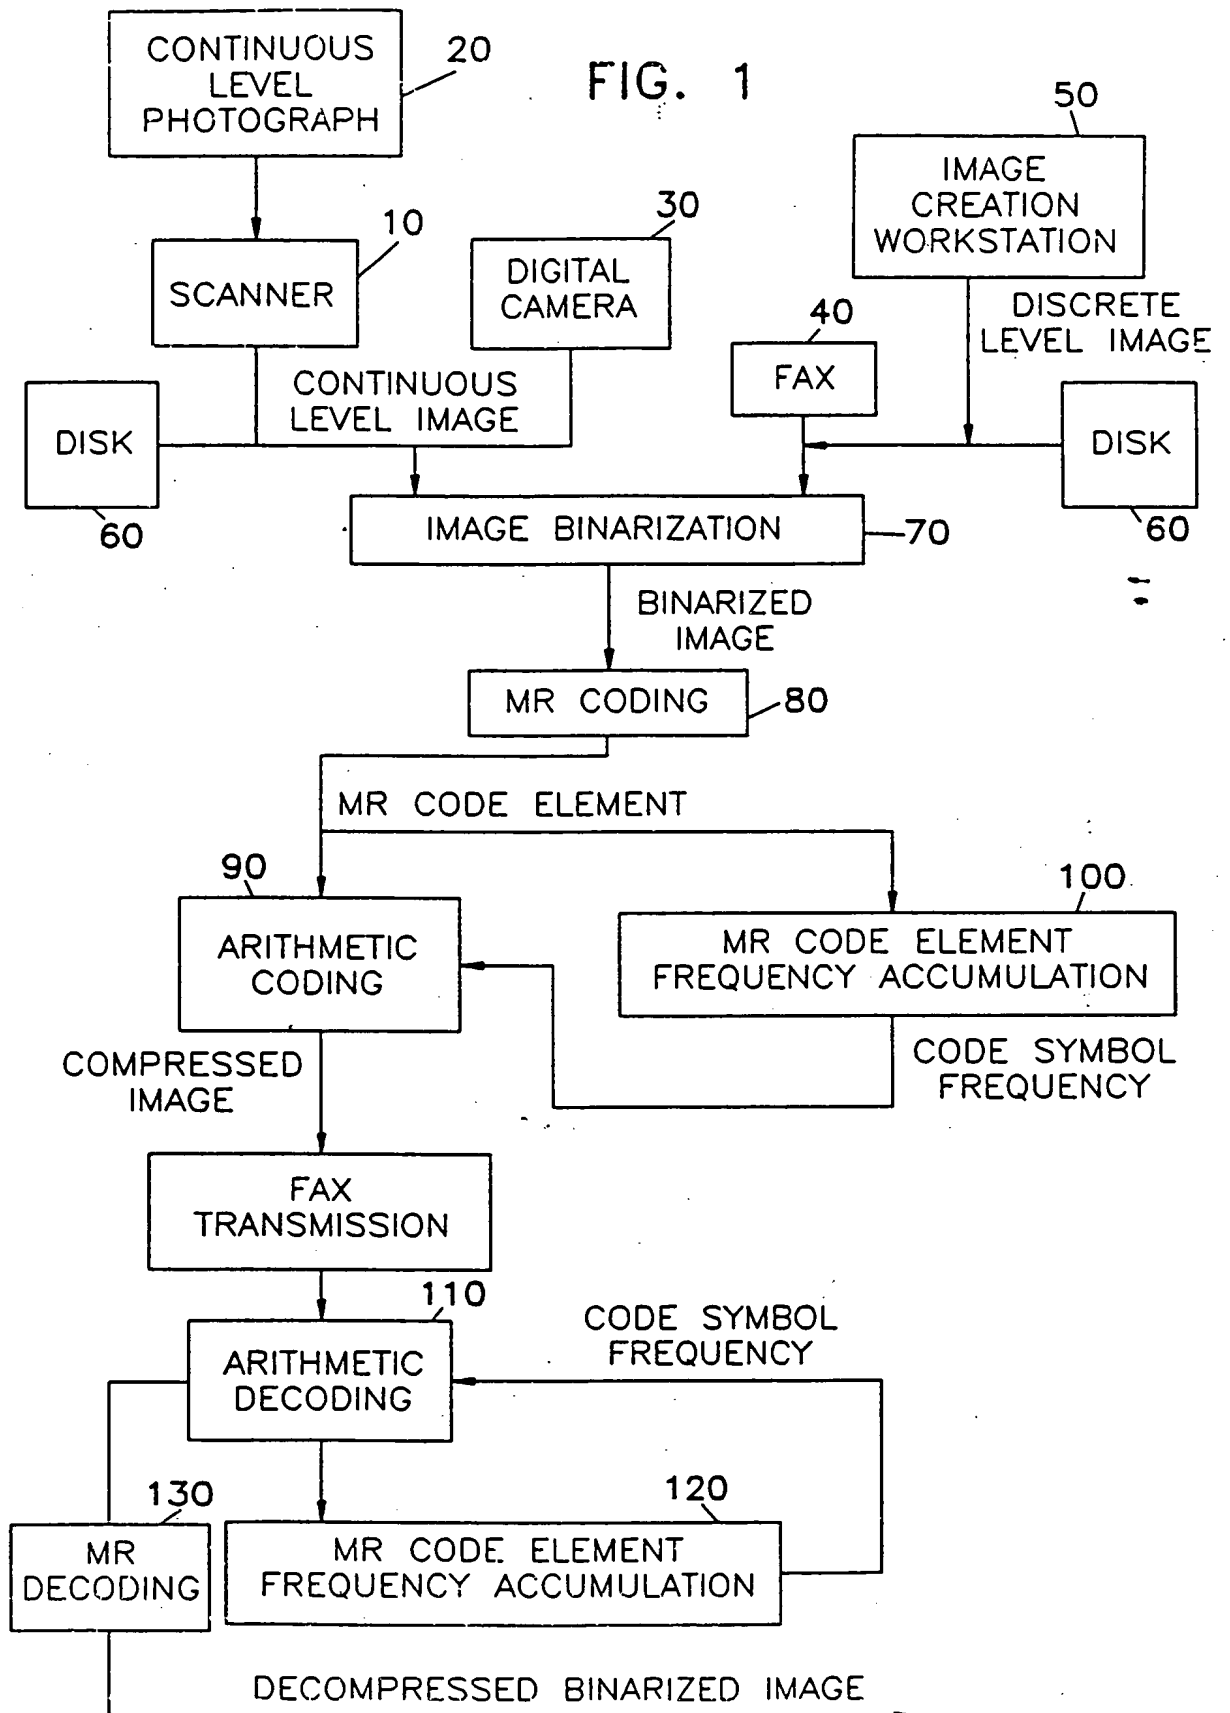 FIG. 1
CONTINUOUS
LEVEL
PHOTOGRAPH
20
50
IMAGE
CREATION
WORKSTATION
10
SCANNER
30
DIGITAL
CAMERA
40
FAX
DISCRETE
LEVEL IMAGE
CONTINUOUS
LEVEL IMAGE
DISK
60
DISK
60
IMAGE BINARIZATION
70
BINARIZED
IMAGE
MR CODING
80
MR CODE ELEMENT
90
ARITHMETIC
CODING
100
MR CODE ELEMENT
FREQUENCY ACCUMULATION
CODE SYMBOL
FREQUENCY
COMPRESSED
IMAGE
FAX
TRANSMISSION
110
ARITHMETIC
DECODING
CODE SYMBOL
FREQUENCY
130
MR
DECODING
120
MR CODE ELEMENT
FREQUENCY ACCUMULATION
DECOMPRESSED BINARIZED IMAGE